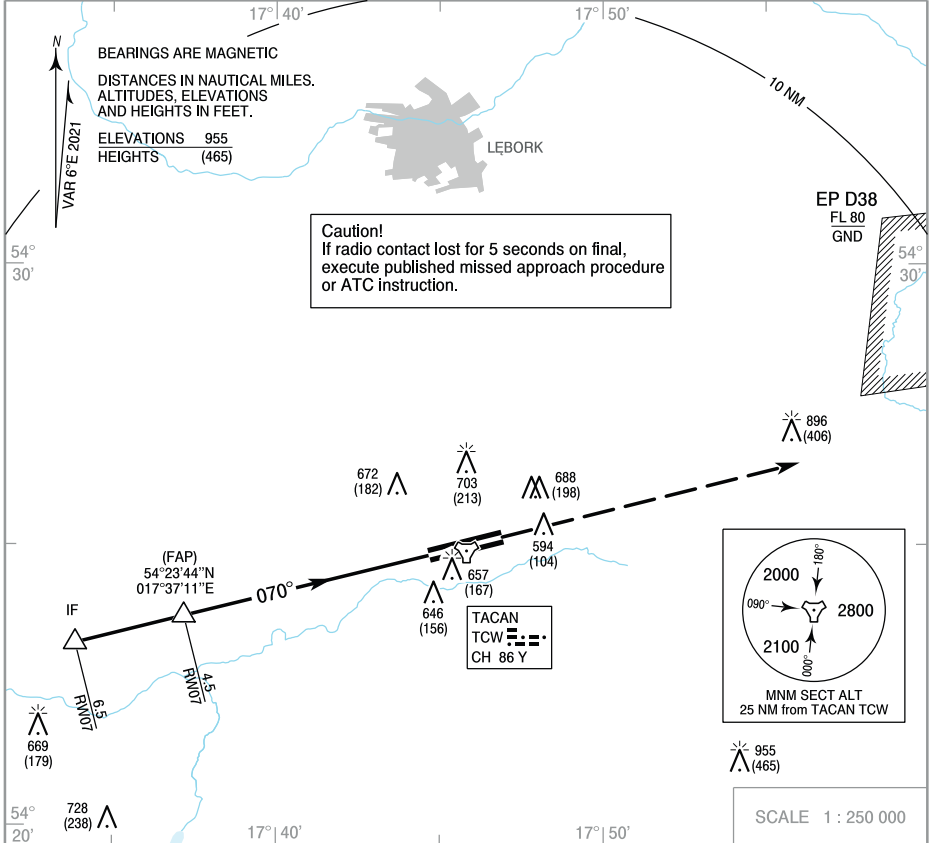 17° 40'
17° 50'
N
VAR 6°E 2021
BEARINGS ARE MAGNETIC
DISTANCES IN NAUTICAL MILES.
ALTITUDES, ELEVATIONS
AND HEIGHTS IN FEET.
ELEVATIONS 955
HEIGHTS (465)
10 NM
LĘBORK
EP D38
FL 80
GND
54°
30'
54°
30'
Caution!
If radio contact lost for 5 seconds on final,
execute published missed approach procedure
or ATC instruction.
896
(406)
672
(182)
703
(213)
688
(198)
594
(104)
(FAP)
54°23'44"N
017°37'11"E
IF
070°
657
(167)
646
(156)
TACAN
TCW
CH 86 Y
6.5
RW07
4.5
RW07
669
(179)
728
(238)
180°
2000
090°
2800
2100
000°
MNM SECT ALT
25 NM from TACAN TCW
955
(465)
54°
20'
17° 40'
17° 50'
SCALE 1 : 250 000